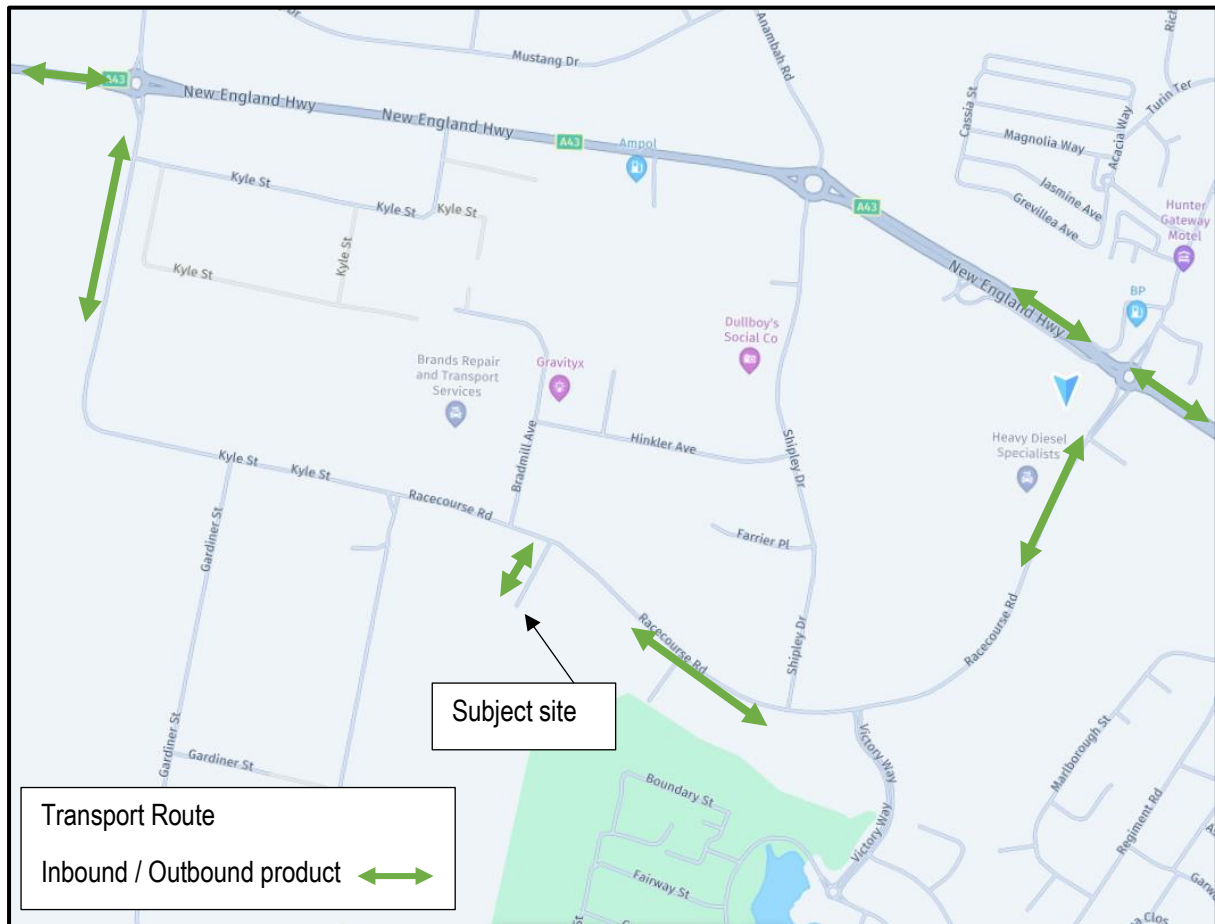 Dr
Mustang Dr
Anambah Rd
Cassia St
Magnolia Way
Acacia Way
Turin Ter
Jasmine Ave
Grevillea Ave
Hunter
Gateway
Motel
A43
New England Hwy
New England Hwy
A43
Ampol
A43
New England Hwy
BP
Kyle St
Kyle St
Kyle St
Kyle St
Kyle St
Dullboy's
Social Co
Brands Repair
and Transport
Services
Gravityx
Bradmill Ave
Hinkler Ave
Shipley Dr
Heavy Diesel
Specialists
Kyle St
Kyle St
Racecourse Rd
Gardiner St
Farrier Pl
Racecourse Rd
Shipley Dr
Racecourse Rd
Subject site
Victory Way
Victory Way
Marlborough St
Regiment Rd
Gardiner St
Gardiner St
Boundary St
Fairway St
Transport Route
Inbound / Outbound product